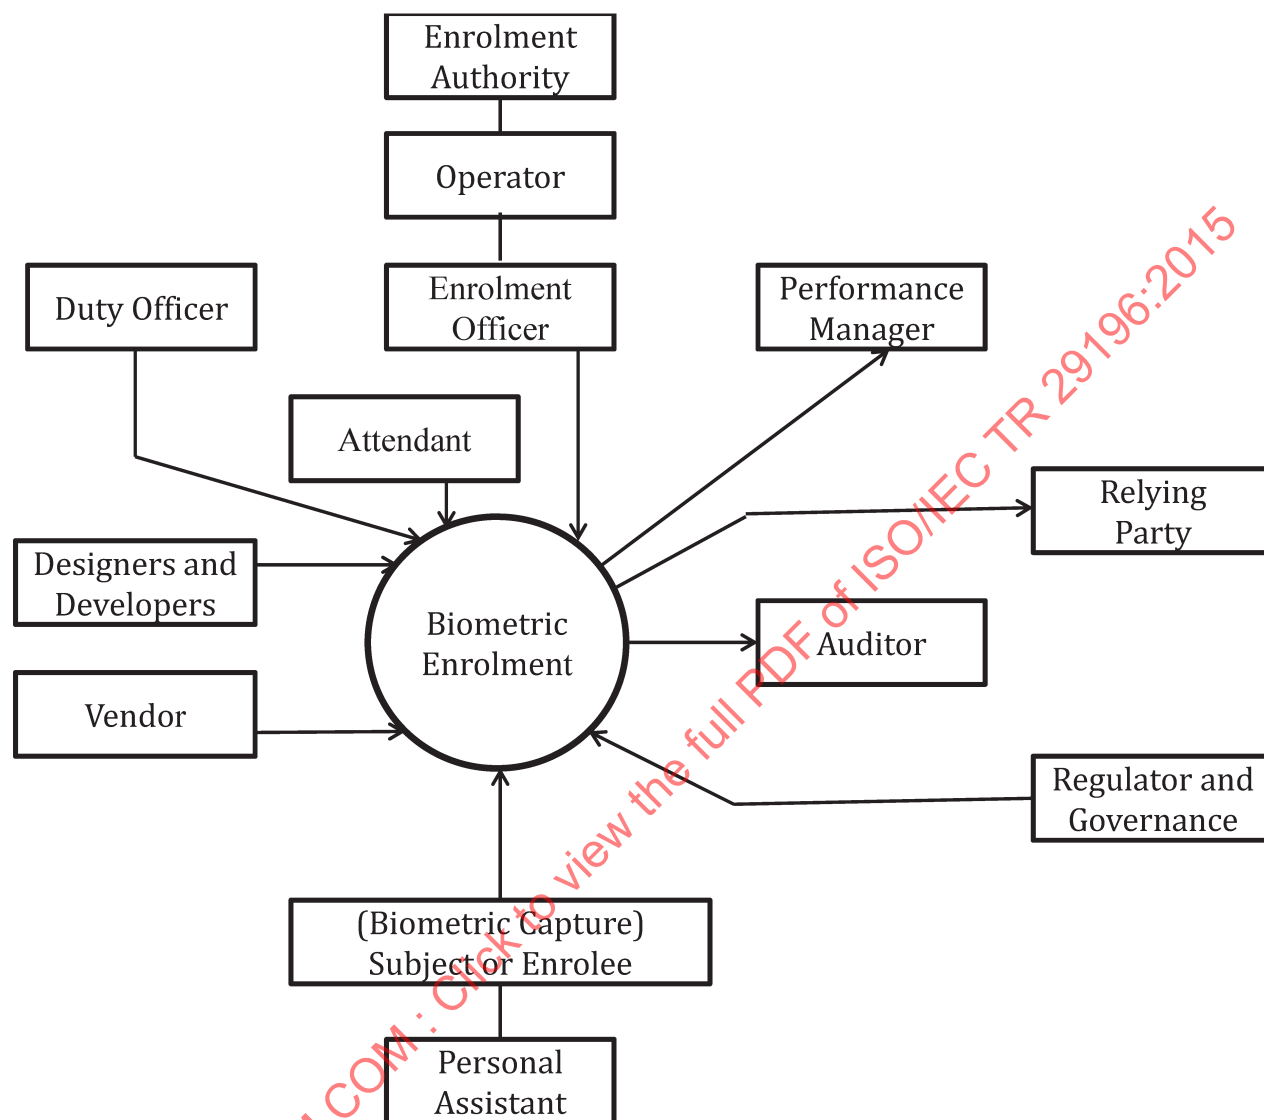 Enrolment
Authority
Operator
Duty Officer
Enrolment
Officer
Performance
Manager
Attendant
Relying
Party
Designers and
Developers
Biometric
Enrolment
Auditor
Vendor
Regulator and
Governance
(Biometric Capture)
Subject or Enrolee
Personal
Assistant
.COM : Click to view the full PDF of ISO/IEC TR 29196:2015